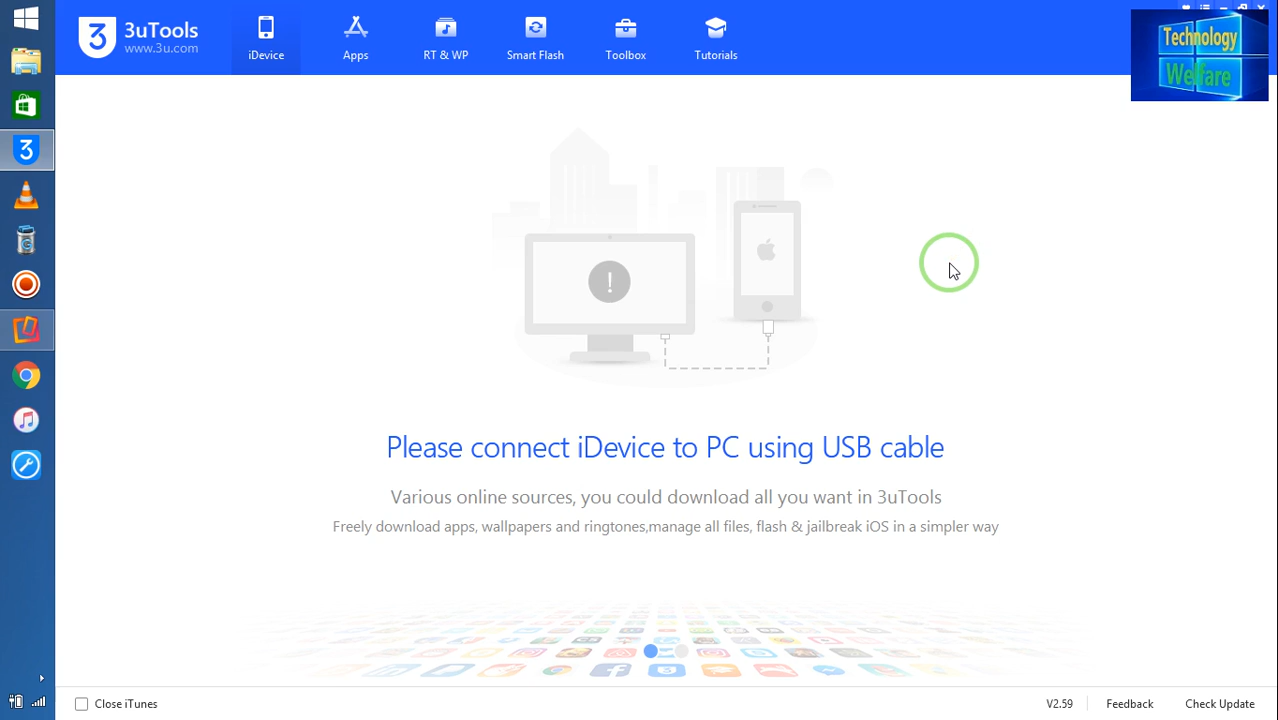 3uTools
www.3u.com
iDevice
Apps
RT & WP
Smart Flash
Toolbox
Tutorials
Technology
Welfare
Please connect iDevice to PC using USB cable
Various online sources, you could download all you want in 3uTools
Freely download apps, wallpapers and ringtones,manage all files, flash & jailbreak iOS in a simpler way
Close iTunes
V2.59
Feedback
Check Update